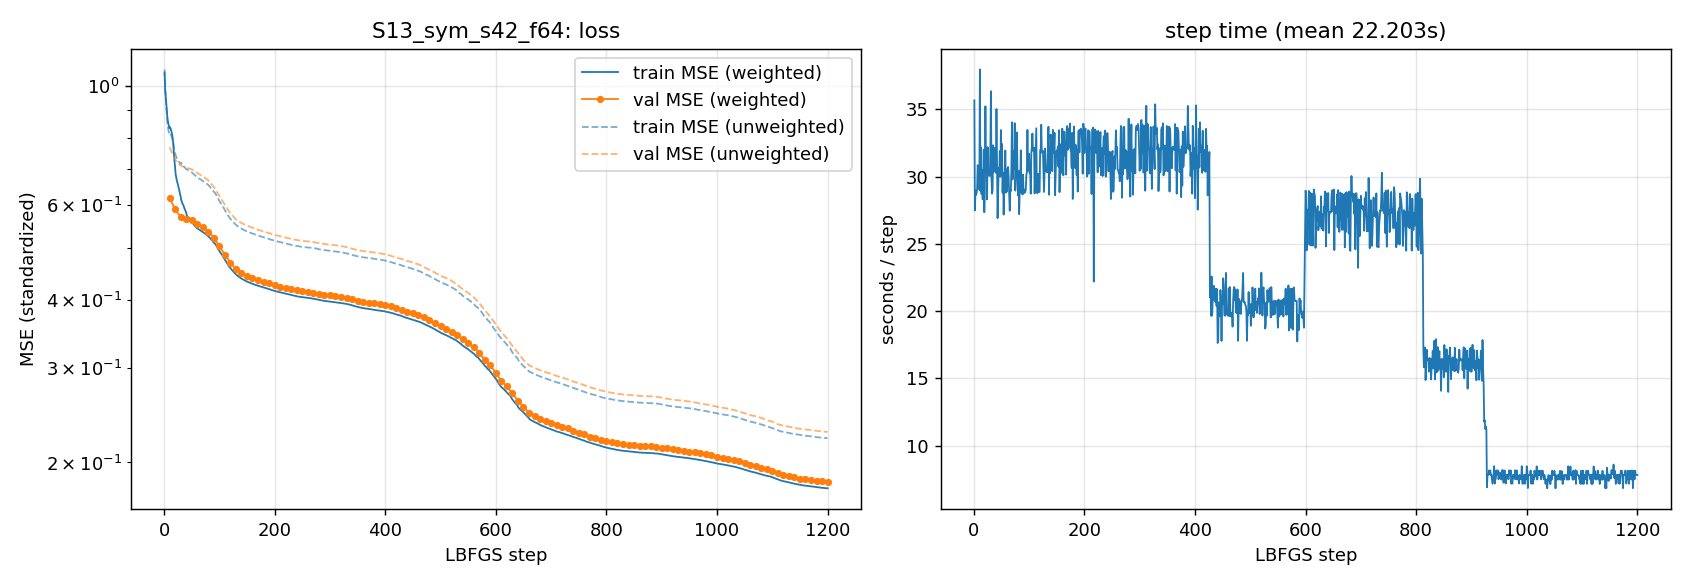 S13_sym_s42_f64: loss
train MSE (weighted)
val MSE (weighted)
train MSE (unweighted)
val MSE (unweighted)
10⁰
6 × 10⁻¹
4 × 10⁻¹
3 × 10⁻¹
2 × 10⁻¹
MSE (standardized)
0 200 400 600 800 1000 1200
LBFGS step
step time (mean 22.203s)
35
30
25
20
15
10
seconds / step
0 200 400 600 800 1000 1200
LBFGS step